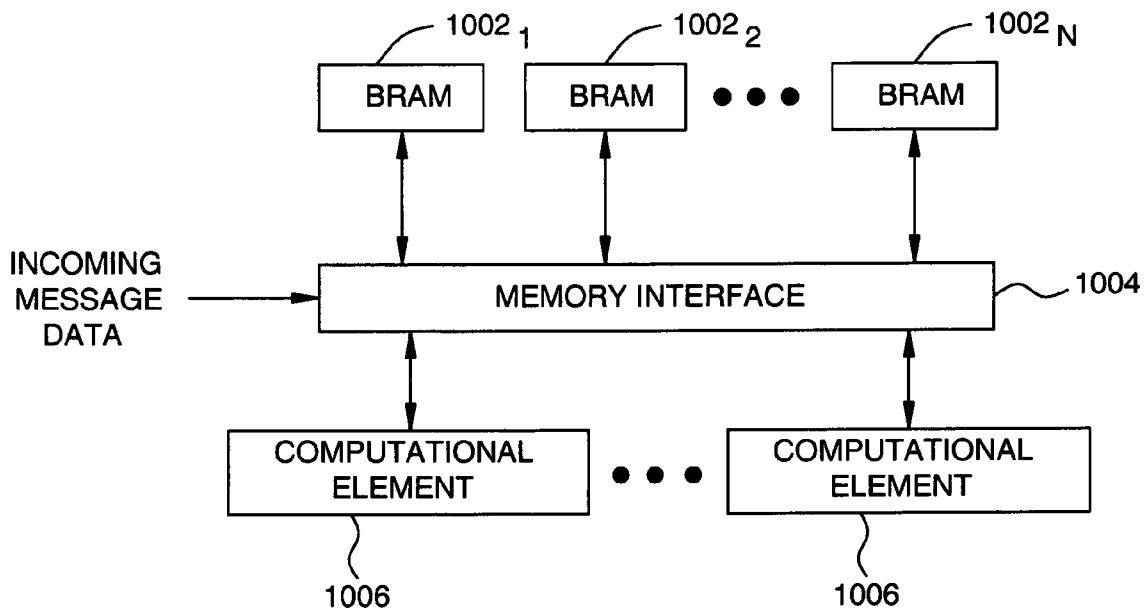 1002 1
1002 2
1002 N
BRAM
BRAM
BRAM
INCOMING
MESSAGE
DATA
MEMORY INTERFACE
1004
COMPUTATIONAL
ELEMENT
COMPUTATIONAL
ELEMENT
1006
1006